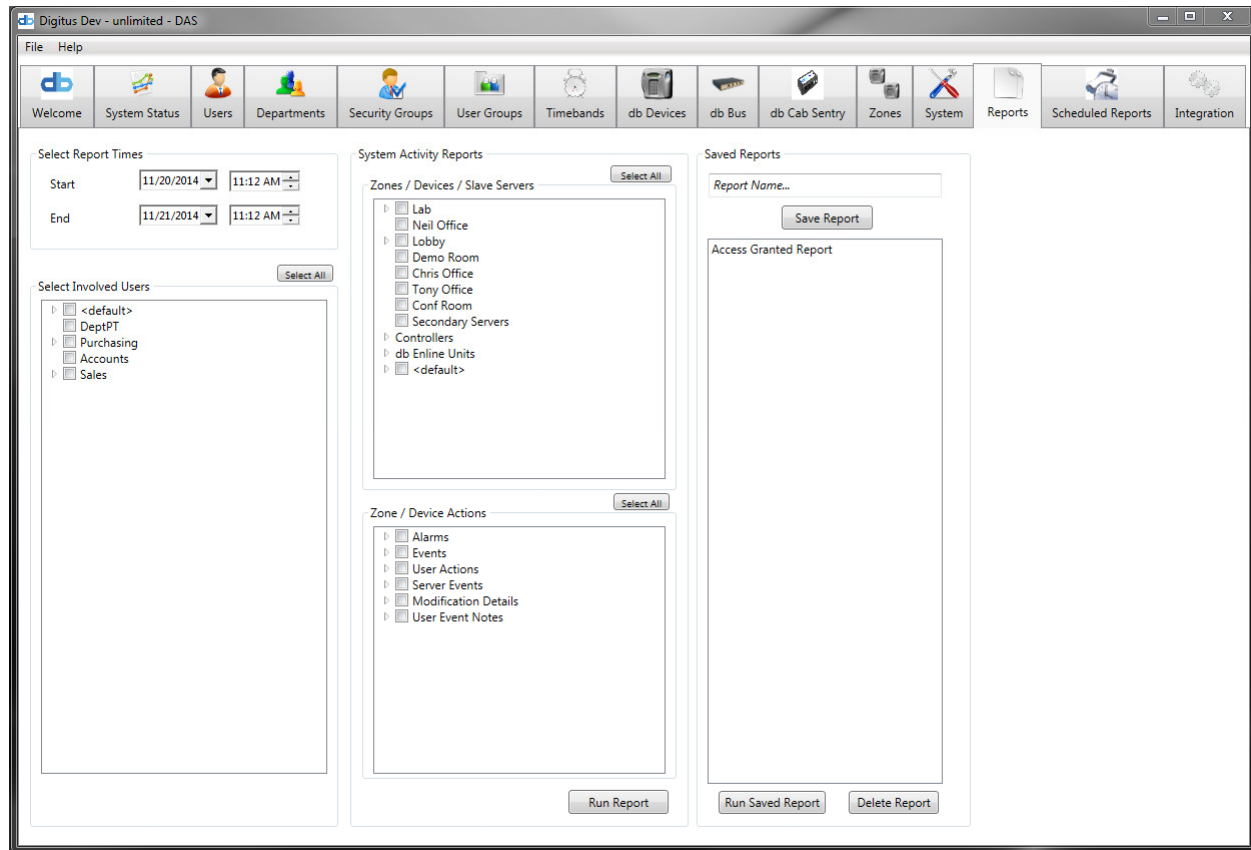 db Digitus Dev - unlimited - DAS
File Help
db
Welcome System Status Users Departments Security Groups User Groups Timebands db Devices db Bus db Cab Sentry Zones System Reports Scheduled Reports Integration
Select Report Times
Start 11/20/2014 11:12 AM
End 11/21/2014 11:12 AM
Select All
Select Involved Users
<default>
DeptPT
Purchasing
Accounts
Sales
System Activity Reports
Select All
Zones / Devices / Slave Servers
Lab
Neil Office
Lobby
Demo Room
Chris Office
Tony Office
Conf Room
Secondary Servers
Controllers
db Enline Units
<default>
Select All
Zone / Device Actions
Alarms
Events
User Actions
Server Events
Modification Details
User Event Notes
Run Report
Saved Reports
Report Name...
Save Report
Access Granted Report
Run Saved Report Delete Report